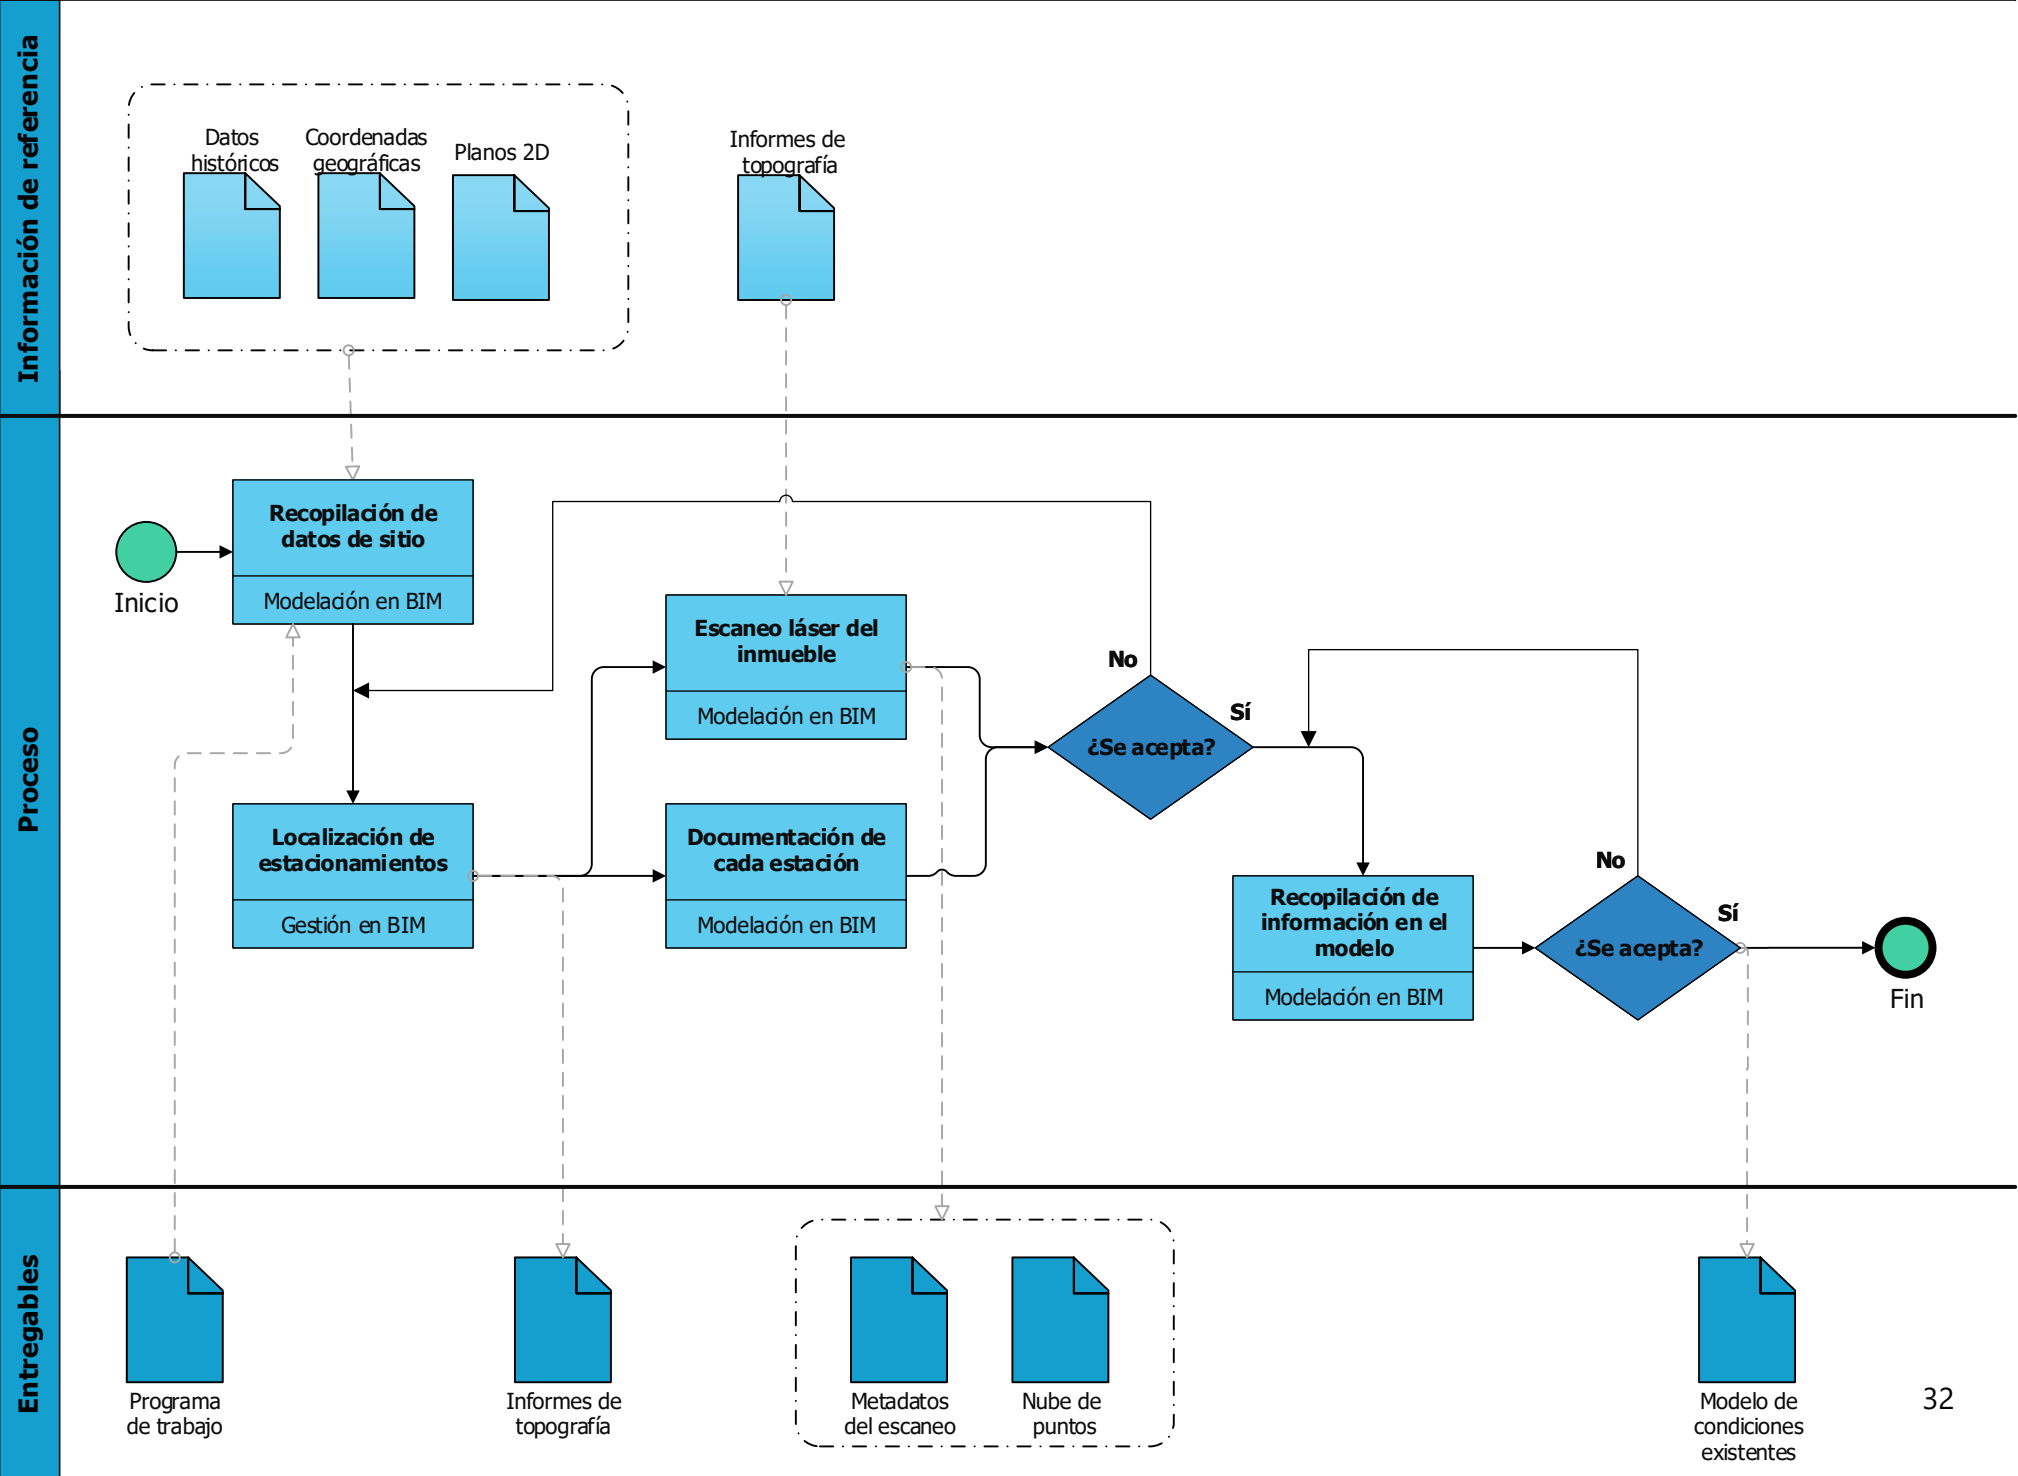 Información de referencia
Datos
históricos
Coordenadas
geográficas
Planos 2D
Informes de
topografía
Proceso
Inicio
Recopilación de
datos de sitio
Modelación en BIM
Localización de
estacionamientos
Gestión en BIM
Escaneo láser del
inmueble
Modelación en BIM
Documentación de
cada estación
Modelación en BIM
No
¿Se acepta?
Sí
Recopilación de
información en el
modelo
Modelación en BIM
No
¿Se acepta?
Sí
Fin
Entregables
Programa
de trabajo
Informes de
topografía
Metadatos
del escaneo
Nube de
puntos
Modelo de
condiciones
existentes
32